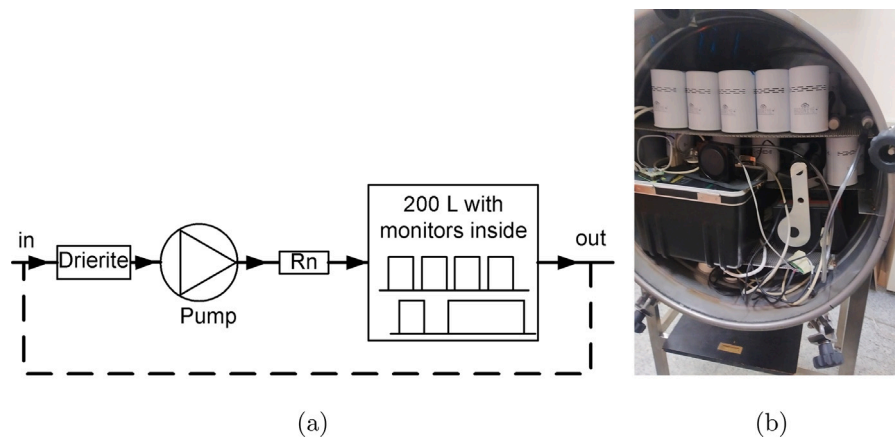 in
Drierite
Pump
Rn
200 L with
monitors inside
out
(a)
(b)